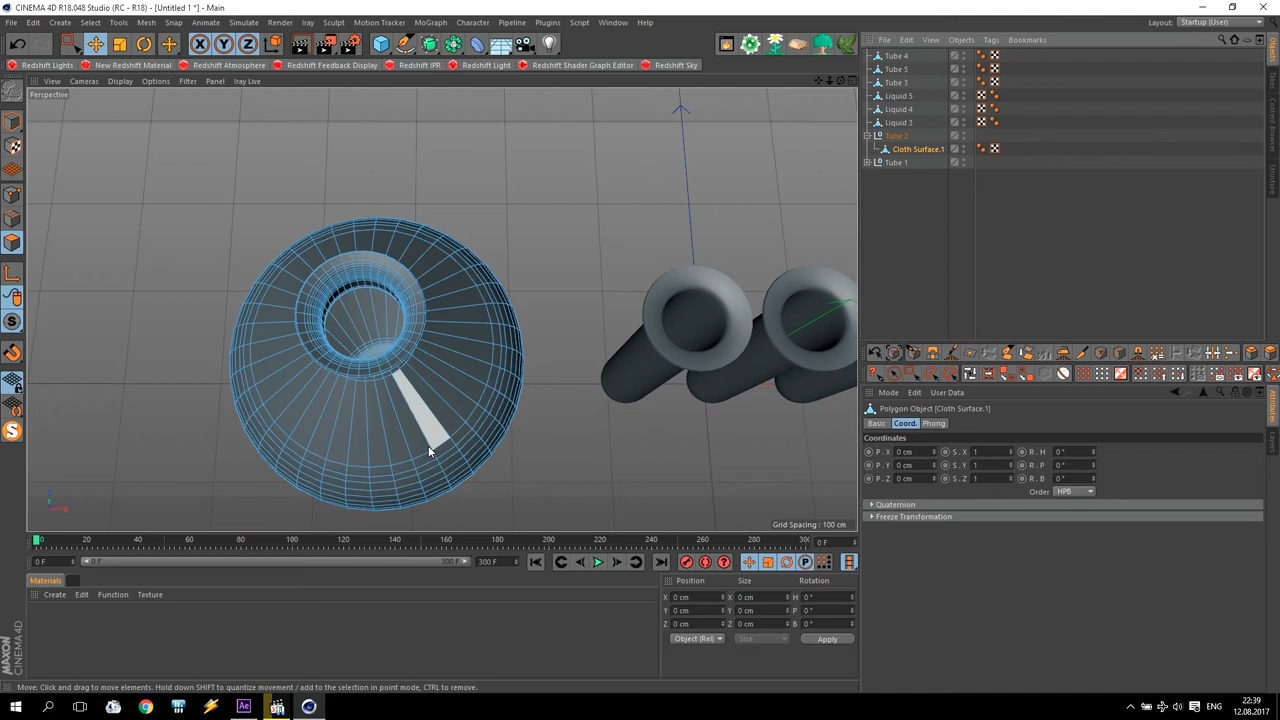 CINEMA 4D R18.048 Studio (RC - R18) - [Untitled 1 *] - Main
File Edit Create Select Tools Mesh Snap Animate Simulate Render Iray Sculpt Motion Tracker MoGraph Character Pipeline Plugins Script Window Help
Layout: Startup (User)
File Edit View Objects Tags Bookmarks
Redshift Lights New Redshift Material Redshift Atmosphere Redshift Feedback Display Redshift IPR Redshift Light Redshift Shader Graph Editor Redshift Sky
View Cameras Display Options Filter Panel Iray Live
Perspective
Tube 4
Tube 5
Tube 3
Liquid 5
Liquid 4
Liquid 3
Tube 2
Cloth Surface.1
Tube 1
Objects
Takes
Content Browser
Structure
Mode Edit User Data
Polygon Object [Cloth Surface.1]
Basic Coord. Phong
Coordinates
P . X 0 cm S . X 1 R . H 0 °
P . Y 0 cm S . Y 1 R . P 0 °
P . Z 0 cm S . Z 1 R . B 0 °
Order HPB
Quaternion
Freeze Transformation
Attributes
Layers
X
Grid Spacing : 100 cm
0 20 40 60 80 100 120 140 160 180 200 220 240 260 280 300 0 F
0 F 0 F 300 F 300 F
Materials
Create Edit Function Texture
Position Size Rotation
X 0 cm X 0 cm H 0 °
Y 0 cm Y 0 cm P 0 °
Z 0 cm Z 0 cm B 0 °
Object (Rel) Size Apply
MAXON CINEMA 4D
Move: Click and drag to move elements. Hold down SHIFT to quantize movement / add to the selection in point mode, CTRL to remove.
ENG
22:39
12.08.2017